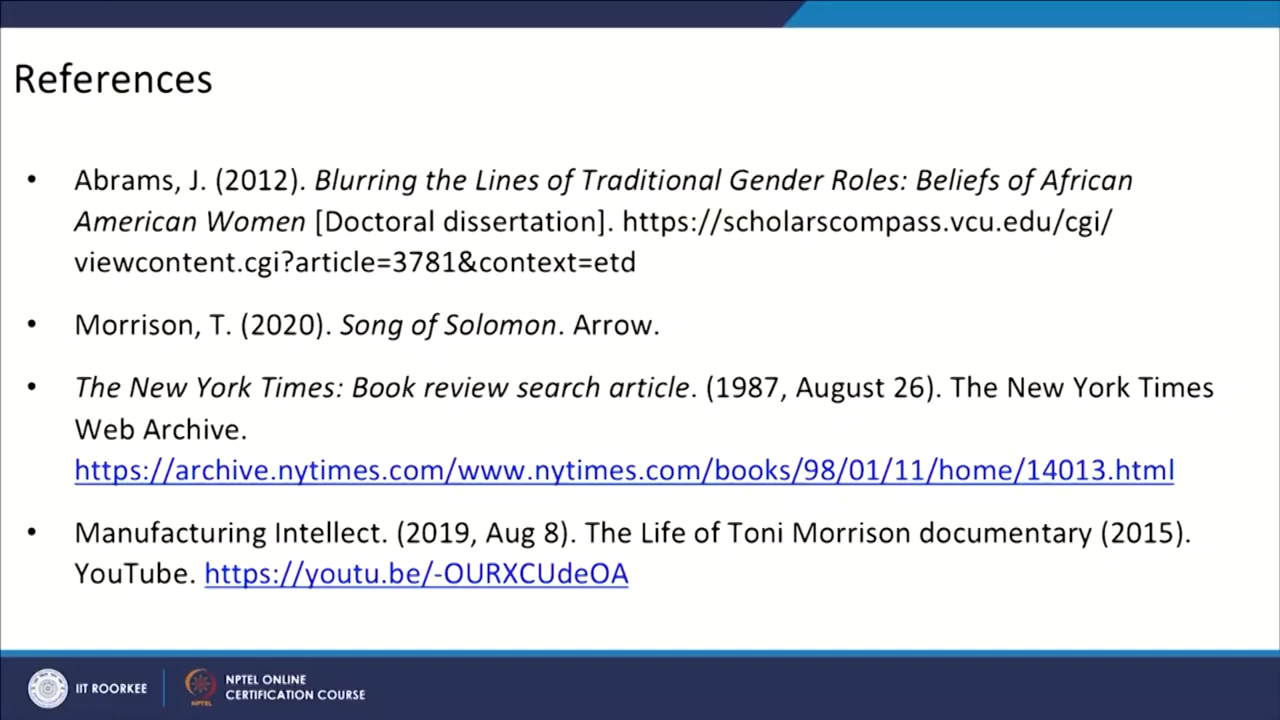 References
• Abrams, J. (2012). Blurring the Lines of Traditional Gender Roles: Beliefs of African
American Women [Doctoral dissertation]. https://scholarscompass.vcu.edu/cgi/
viewcontent.cgi?article=3781&context=etd
• Morrison, T. (2020). Song of Solomon. Arrow.
• The New York Times: Book review search article. (1987, August 26). The New York Times
Web Archive.
https://archive.nytimes.com/www.nytimes.com/books/98/01/11/home/14013.html
• Manufacturing Intellect. (2019, Aug 8). The Life of Toni Morrison documentary (2015).
YouTube. https://youtu.be/-OURXCUdeOA
IIT ROORKEE
NPTEL
NPTEL ONLINE
CERTIFICATION COURSE